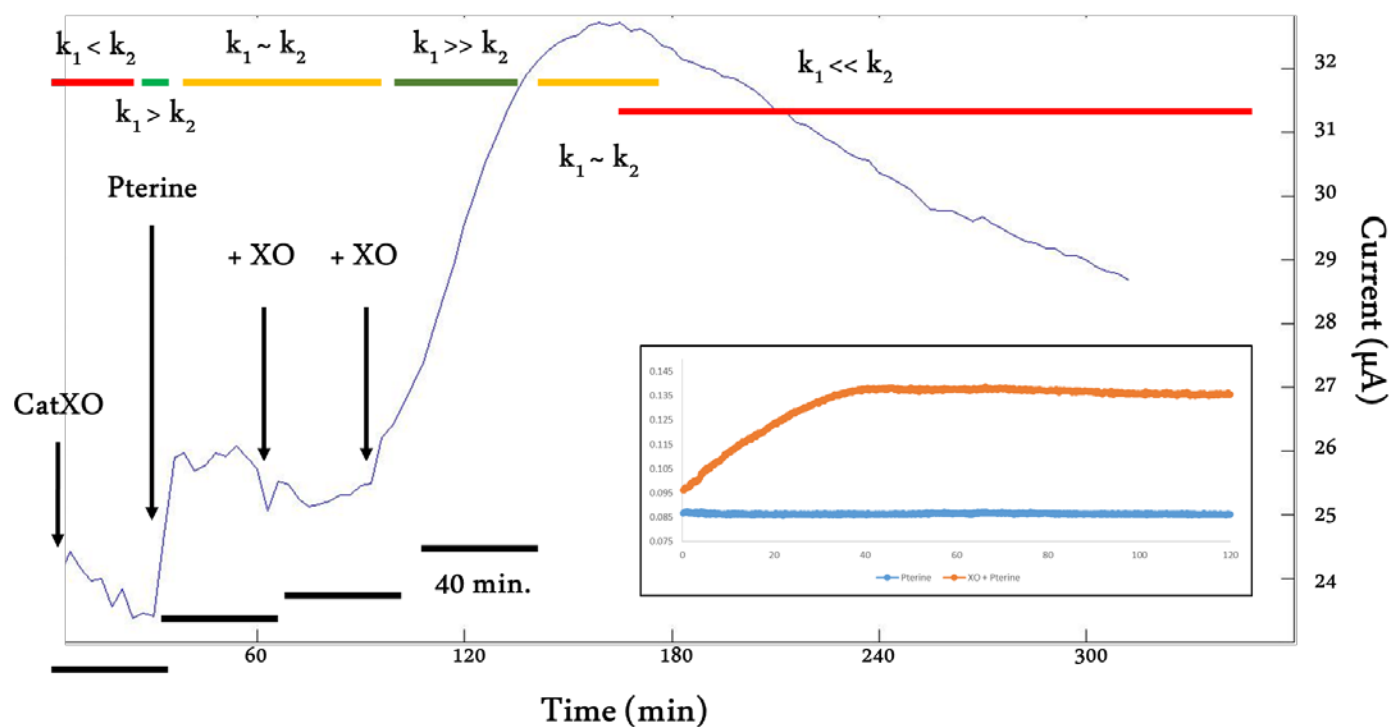 k₁ < k₂
k₁ ~ k₂
k₁ >> k₂
k₁ << k₂
k₁ > k₂
k₁ ~ k₂
Pterine
+ XO
+ XO
CatXO
40 min.
32
31
30
29
28
27
26
25
24
Current (µA)
0.145
0.135
0.125
0.115
0.105
0.095
0.085
0.075
0
20
40
60
80
100
120
Pterine
XO + Pterine
60
120
180
240
300
Time (min)